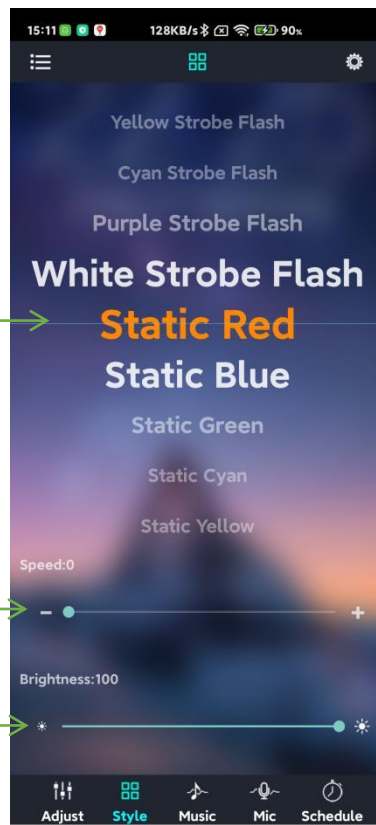 15:11 128KB/s 90%
Yellow Strobe Flash
Cyan Strobe Flash
Purple Strobe Flash
White Strobe Flash
Static Red
Static Blue
Static Green
Static Cyan
Static Yellow
Speed:0
Brightness:100
Adjust Style Music Mic Schedule